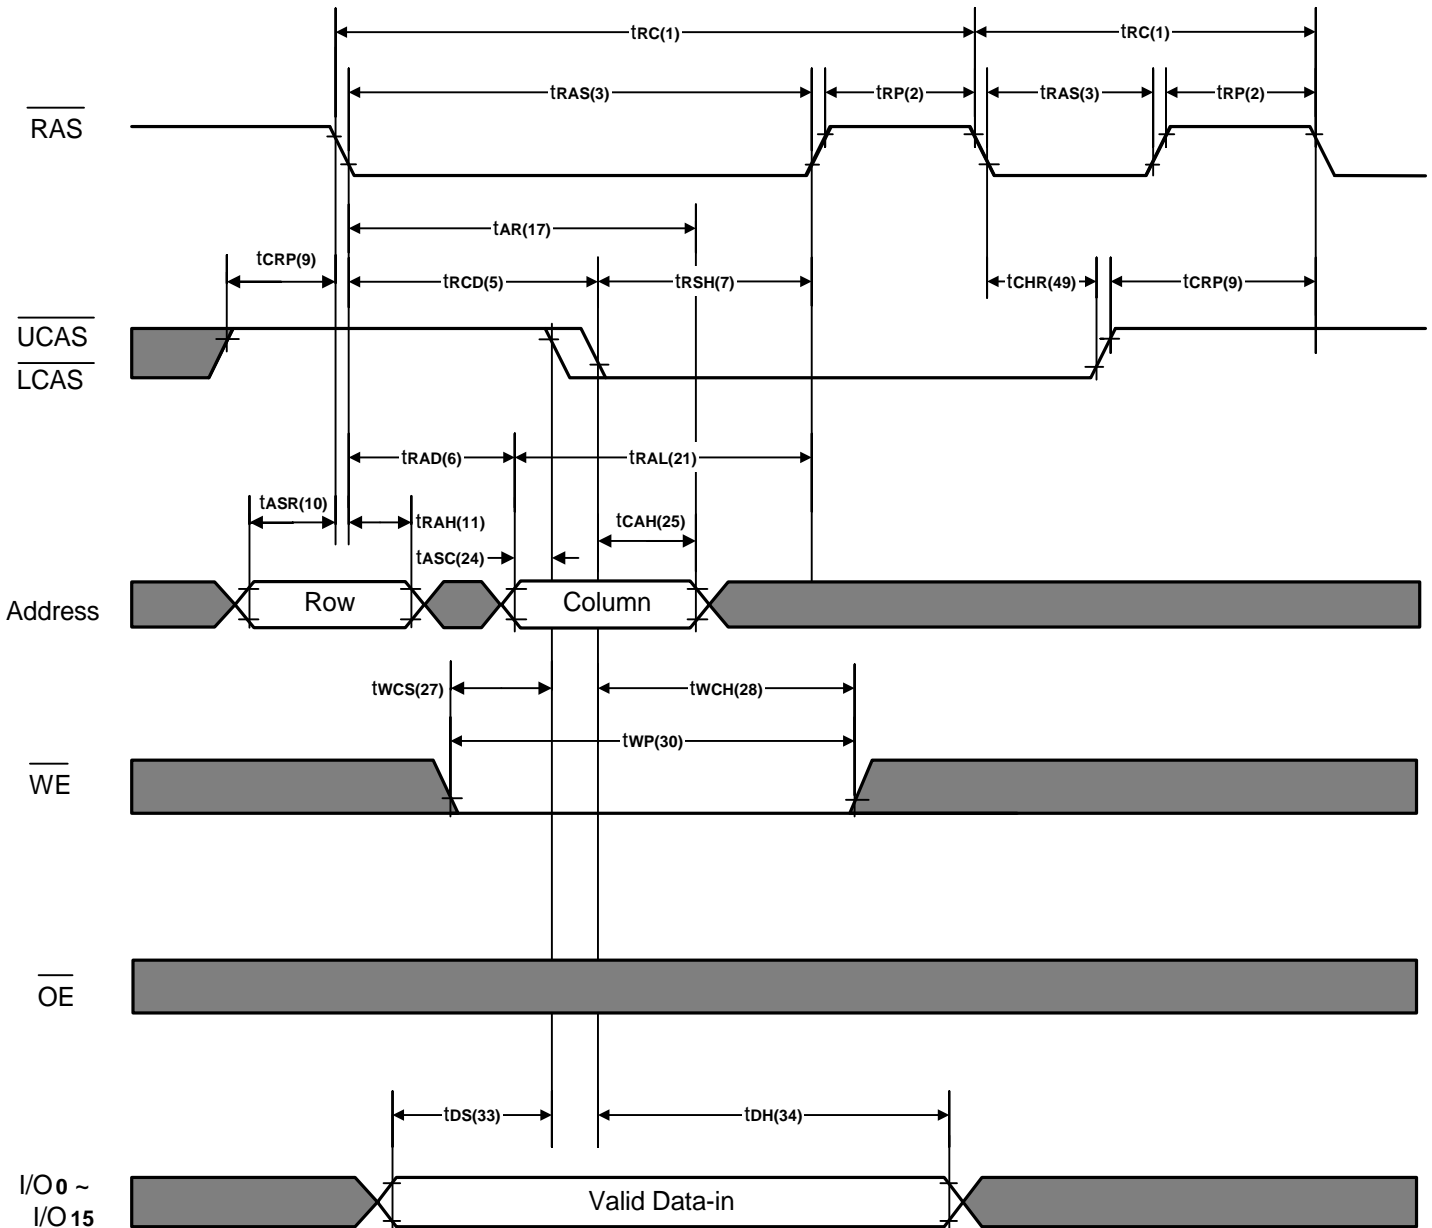 tRC(1) tRC(1)
tRAS(3) tRP(2) tRAS(3) tRP(2)
RAS
tAR(17)
tCRP(9) tRCD(5) tRSH(7) tCHR(49) tCRP(9)
UCAS
LCAS
tRAD(6) tRAL(21)
tASR(10) tRAH(11) tCAH(25)
tASC(24)
Address Row Column
tWCS(27) tWCH(28)
tWP(30)
WE
OE
tDS(33) tDH(34)
I/O0 ~
I/O15 Valid Data-in